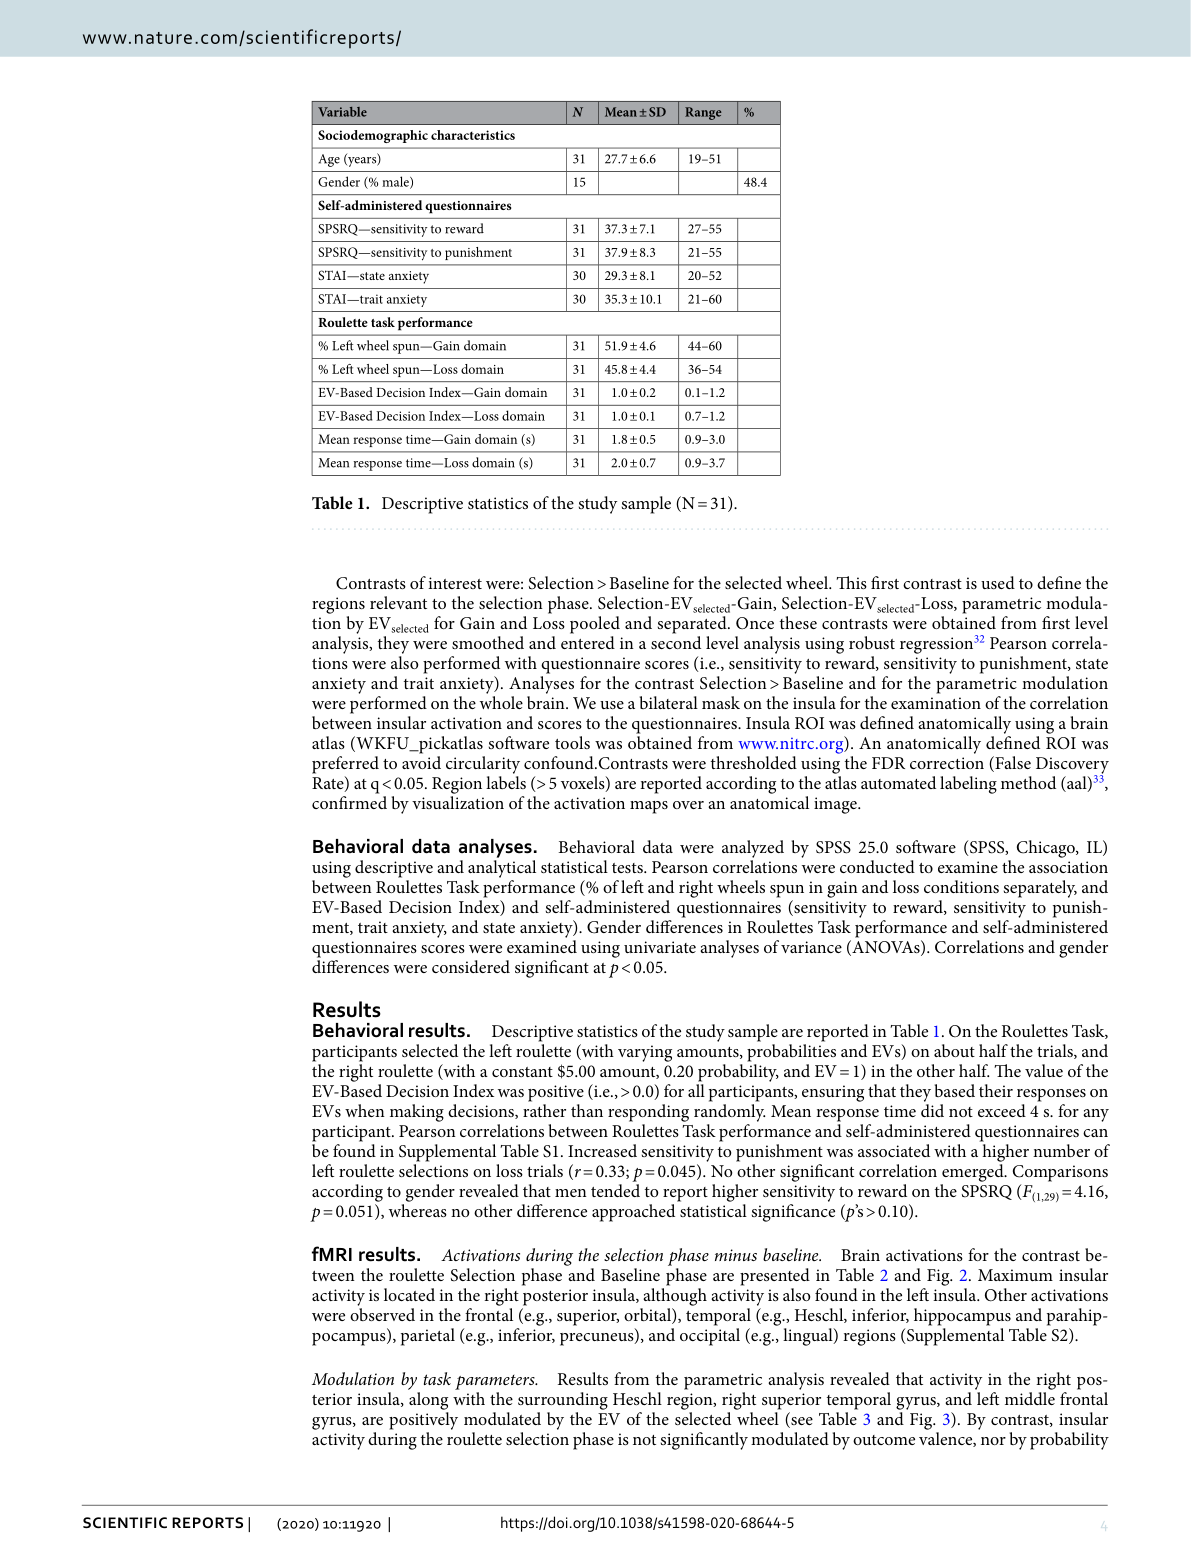 www.nature.com/scientificreports/
Variable N Mean ± SD Range %
Sociodemographic characteristics
Age (years) 31 27.7 ± 6.6 19–51
Gender (% male) 15 48.4
Self-administered questionnaires
SPSRQ—sensitivity to reward 31 37.3 ± 7.1 27–55
SPSRQ—sensitivity to punishment 31 37.9 ± 8.3 21–55
STAI—state anxiety 30 29.3 ± 8.1 20–52
STAI—trait anxiety 30 35.3 ± 10.1 21–60
Roulette task performance
% Left wheel spun—Gain domain 31 51.9 ± 4.6 44–60
% Left wheel spun—Loss domain 31 45.8 ± 4.4 36–54
EV-Based Decision Index—Gain domain 31 1.0 ± 0.2 0.1–1.2
EV-Based Decision Index—Loss domain 31 1.0 ± 0.1 0.7–1.2
Mean response time—Gain domain (s) 31 1.8 ± 0.5 0.9–3.0
Mean response time—Loss domain (s) 31 2.0 ± 0.7 0.9–3.7
Table 1. Descriptive statistics of the study sample (N = 31).
Contrasts of interest were: Selection > Baseline for the selected wheel. This first contrast is used to define the
regions relevant to the selection phase. Selection-EVselected-Gain, Selection-EVselected-Loss, parametric modula-
tion by EVselected for Gain and Loss pooled and separated. Once these contrasts were obtained from first level
analysis, they were smoothed and entered in a second level analysis using robust regression32 Pearson correla-
tions were also performed with questionnaire scores (i.e., sensitivity to reward, sensitivity to punishment, state
anxiety and trait anxiety). Analyses for the contrast Selection > Baseline and for the parametric modulation
were performed on the whole brain. We use a bilateral mask on the insula for the examination of the correlation
between insular activation and scores to the questionnaires. Insula ROI was defined anatomically using a brain
atlas (WKFU_pickatlas software tools was obtained from www.nitrc.org). An anatomically defined ROI was
preferred to avoid circularity confound.Contrasts were thresholded using the FDR correction (False Discovery
Rate) at q < 0.05. Region labels (> 5 voxels) are reported according to the atlas automated labeling method (aal)33,
confirmed by visualization of the activation maps over an anatomical image.
Behavioral data analyses. Behavioral data were analyzed by SPSS 25.0 software (SPSS, Chicago, IL)
using descriptive and analytical statistical tests. Pearson correlations were conducted to examine the association
between Roulettes Task performance (% of left and right wheels spun in gain and loss conditions separately, and
EV-Based Decision Index) and self-administered questionnaires (sensitivity to reward, sensitivity to punish-
ment, trait anxiety, and state anxiety). Gender differences in Roulettes Task performance and self-administered
questionnaires scores were examined using univariate analyses of variance (ANOVAs). Correlations and gender
differences were considered significant at p < 0.05.
Results
Behavioral results. Descriptive statistics of the study sample are reported in Table 1. On the Roulettes Task,
participants selected the left roulette (with varying amounts, probabilities and EVs) on about half the trials, and
the right roulette (with a constant $5.00 amount, 0.20 probability, and EV = 1) in the other half. The value of the
EV-Based Decision Index was positive (i.e., > 0.0) for all participants, ensuring that they based their responses on
EVs when making decisions, rather than responding randomly. Mean response time did not exceed 4 s. for any
participant. Pearson correlations between Roulettes Task performance and self-administered questionnaires can
be found in Supplemental Table S1. Increased sensitivity to punishment was associated with a higher number of
left roulette selections on loss trials (r = 0.33; p = 0.045). No other significant correlation emerged. Comparisons
according to gender revealed that men tended to report higher sensitivity to reward on the SPSRQ (F(1,29) = 4.16,
p = 0.051), whereas no other difference approached statistical significance (p’s > 0.10).
fMRI results. Activations during the selection phase minus baseline. Brain activations for the contrast be-
tween the roulette Selection phase and Baseline phase are presented in Table 2 and Fig. 2. Maximum insular
activity is located in the right posterior insula, although activity is also found in the left insula. Other activations
were observed in the frontal (e.g., superior, orbital), temporal (e.g., Heschl, inferior, hippocampus and parahip-
pocampus), parietal (e.g., inferior, precuneus), and occipital (e.g., lingual) regions (Supplemental Table S2).
Modulation by task parameters. Results from the parametric analysis revealed that activity in the right pos-
terior insula, along with the surrounding Heschl region, right superior temporal gyrus, and left middle frontal
gyrus, are positively modulated by the EV of the selected wheel (see Table 3 and Fig. 3). By contrast, insular
activity during the roulette selection phase is not significantly modulated by outcome valence, nor by probability
SCIENTIFIC REPORTS | (2020) 10:11920 | https://doi.org/10.1038/s41598-020-68644-5 4